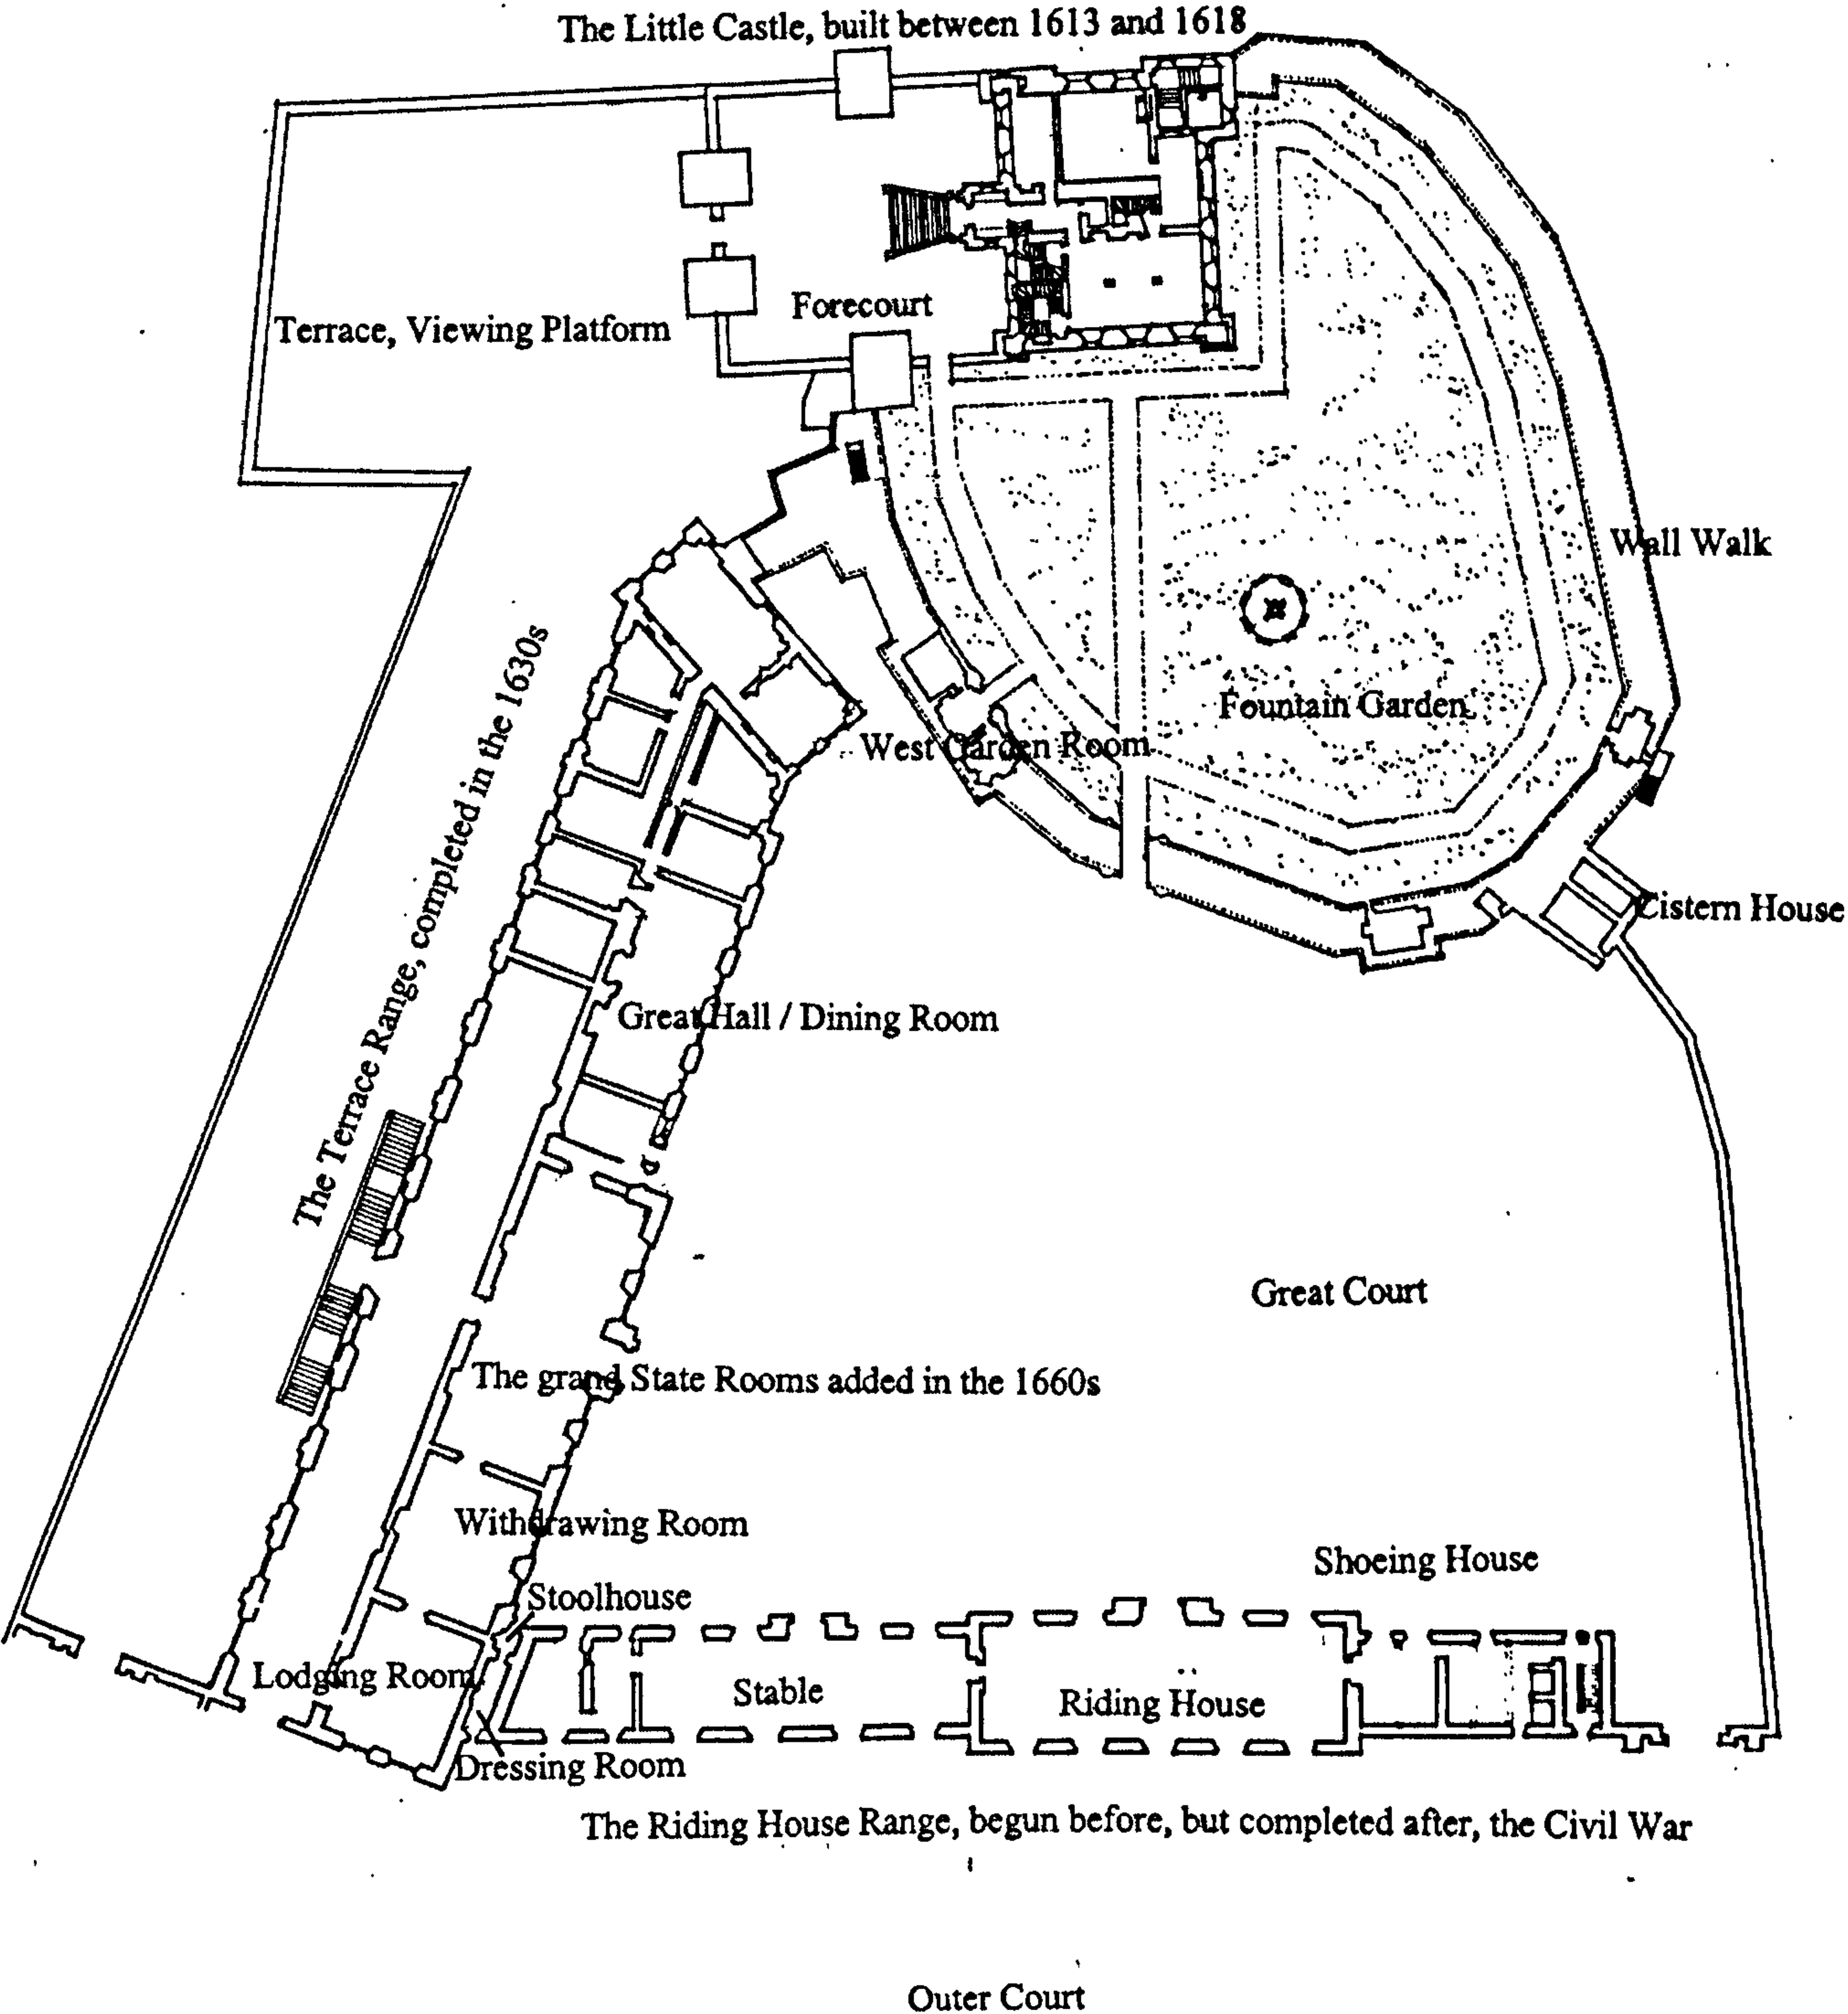 The Little Castle, built between 1613 and 1618
Forecourt
Terrace, Viewing Platform
Wall Walk
Fountain Garden
West Garden Room
The Terrace Range, completed in the 1630s
Cistern House
Great Hall / Dining Room
Great Court
The grand State Rooms added in the 1660s
Withdrawing Room
Shoeing House
Stoolhouse
Lodging Room
Stable
Riding House
Dressing Room
The Riding House Range, begun before, but completed after, the Civil War
Outer Court